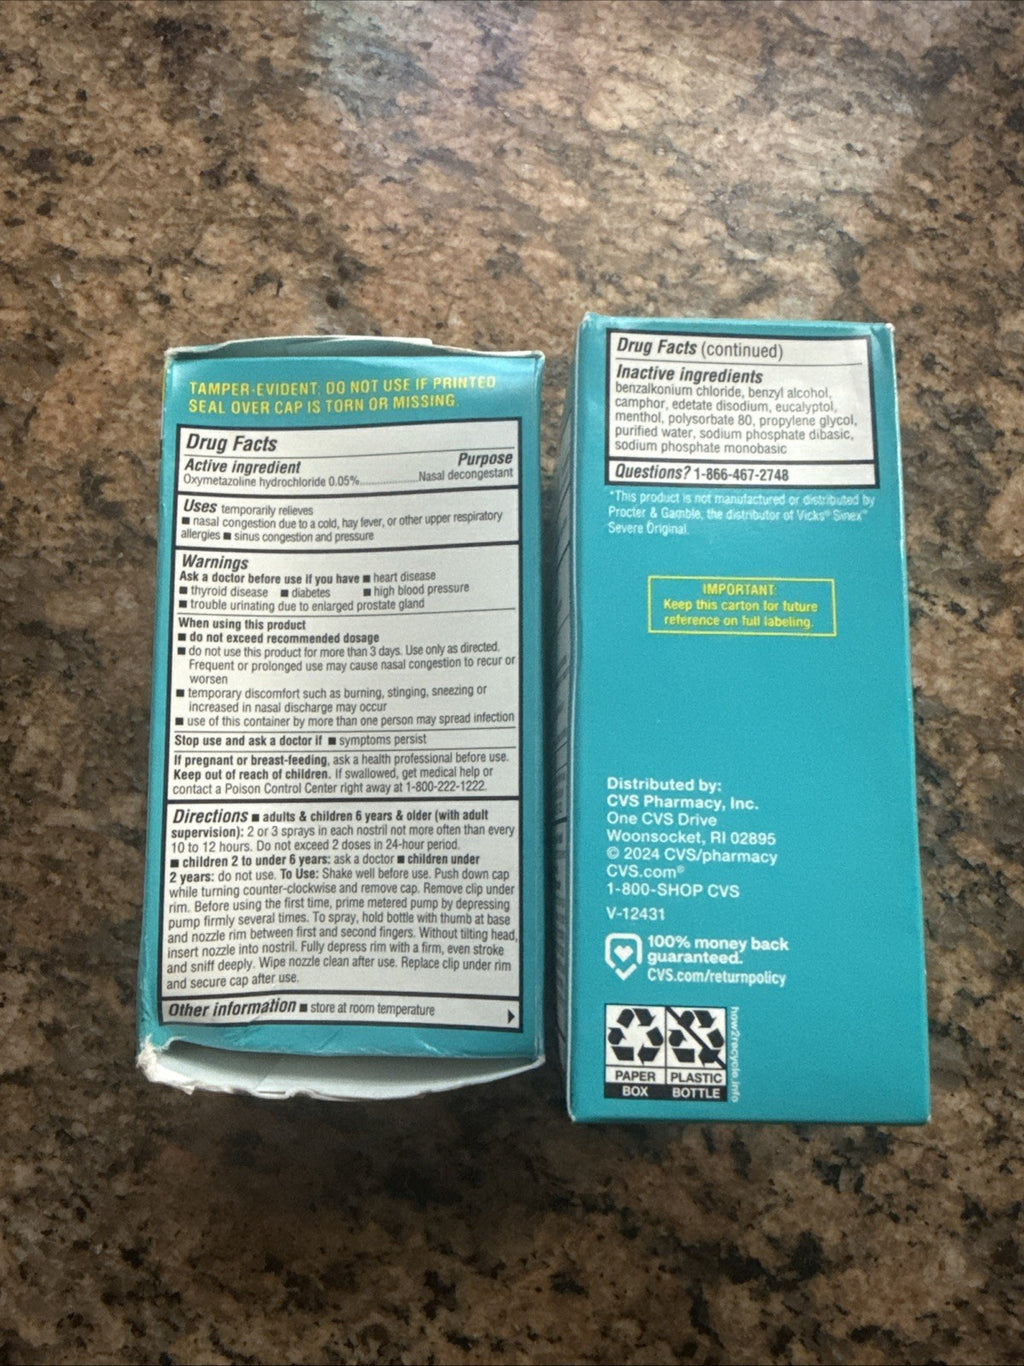 TAMPER-EVIDENT: DO NOT USE IF PRINTED
SEAL OVER CAP IS TORN OR MISSING.
Drug Facts
Active ingredient Purpose
Oxymetazoline hydrochloride 0.05%..................Nasal decongestant
Uses temporarily relieves
■ nasal congestion due to a cold, hay fever, or other upper respiratory
allergies ■ sinus congestion and pressure
Warnings
Ask a doctor before use if you have ■ heart disease
■ thyroid disease ■ diabetes ■ high blood pressure
■ trouble urinating due to enlarged prostate gland
When using this product
■ do not exceed recommended dosage
■ do not use this product for more than 3 days. Use only as directed.
Frequent or prolonged use may cause nasal congestion to recur or
worsen
■ temporary discomfort such as burning, stinging, sneezing or
increased in nasal discharge may occur
■ use of this container by more than one person may spread infection
Stop use and ask a doctor if ■ symptoms persist
If pregnant or breast-feeding, ask a health professional before use.
Keep out of reach of children. If swallowed, get medical help or
contact a Poison Control Center right away at 1-800-222-1222.
Directions ■ adults & children 6 years & older (with adult
supervision): 2 or 3 sprays in each nostril not more often than every
10 to 12 hours. Do not exceed 2 doses in 24-hour period.
■ children 2 to under 6 years: ask a doctor ■ children under
2 years: do not use. To Use: Shake well before use. Push down cap
while turning counter-clockwise and remove cap. Remove clip under
rim. Before using the first time, prime metered pump by depressing
pump firmly several times. To spray, hold bottle with thumb at base
and nozzle rim between first and second fingers. Without tilting head,
insert nozzle into nostril. Fully depress rim with a firm, even stroke
and sniff deeply. Wipe nozzle clean after use. Replace clip under rim
and secure cap after use.
Other information ■ store at room temperature
Drug Facts (continued)
Inactive ingredients
benzalkonium chloride, benzyl alcohol,
camphor, edetate disodium, eucalyptol,
menthol, polysorbate 80, propylene glycol,
purified water, sodium phosphate dibasic,
sodium phosphate monobasic
Questions? 1-866-467-2748
*This product is not manufactured or distributed by
Procter & Gamble, the distributor of Vicks® Sinex™
Severe Original.
IMPORTANT:
Keep this carton for future
reference on full labeling.
Distributed by:
CVS Pharmacy, Inc.
One CVS Drive
Woonsocket, RI 02895
© 2024 CVS/pharmacy
CVS.com®
1-800-SHOP CVS
V-12431
100% money back
guaranteed.
CVS.com/returnpolicy
how2recycle.info
PAPER PLASTIC
BOX BOTTLE